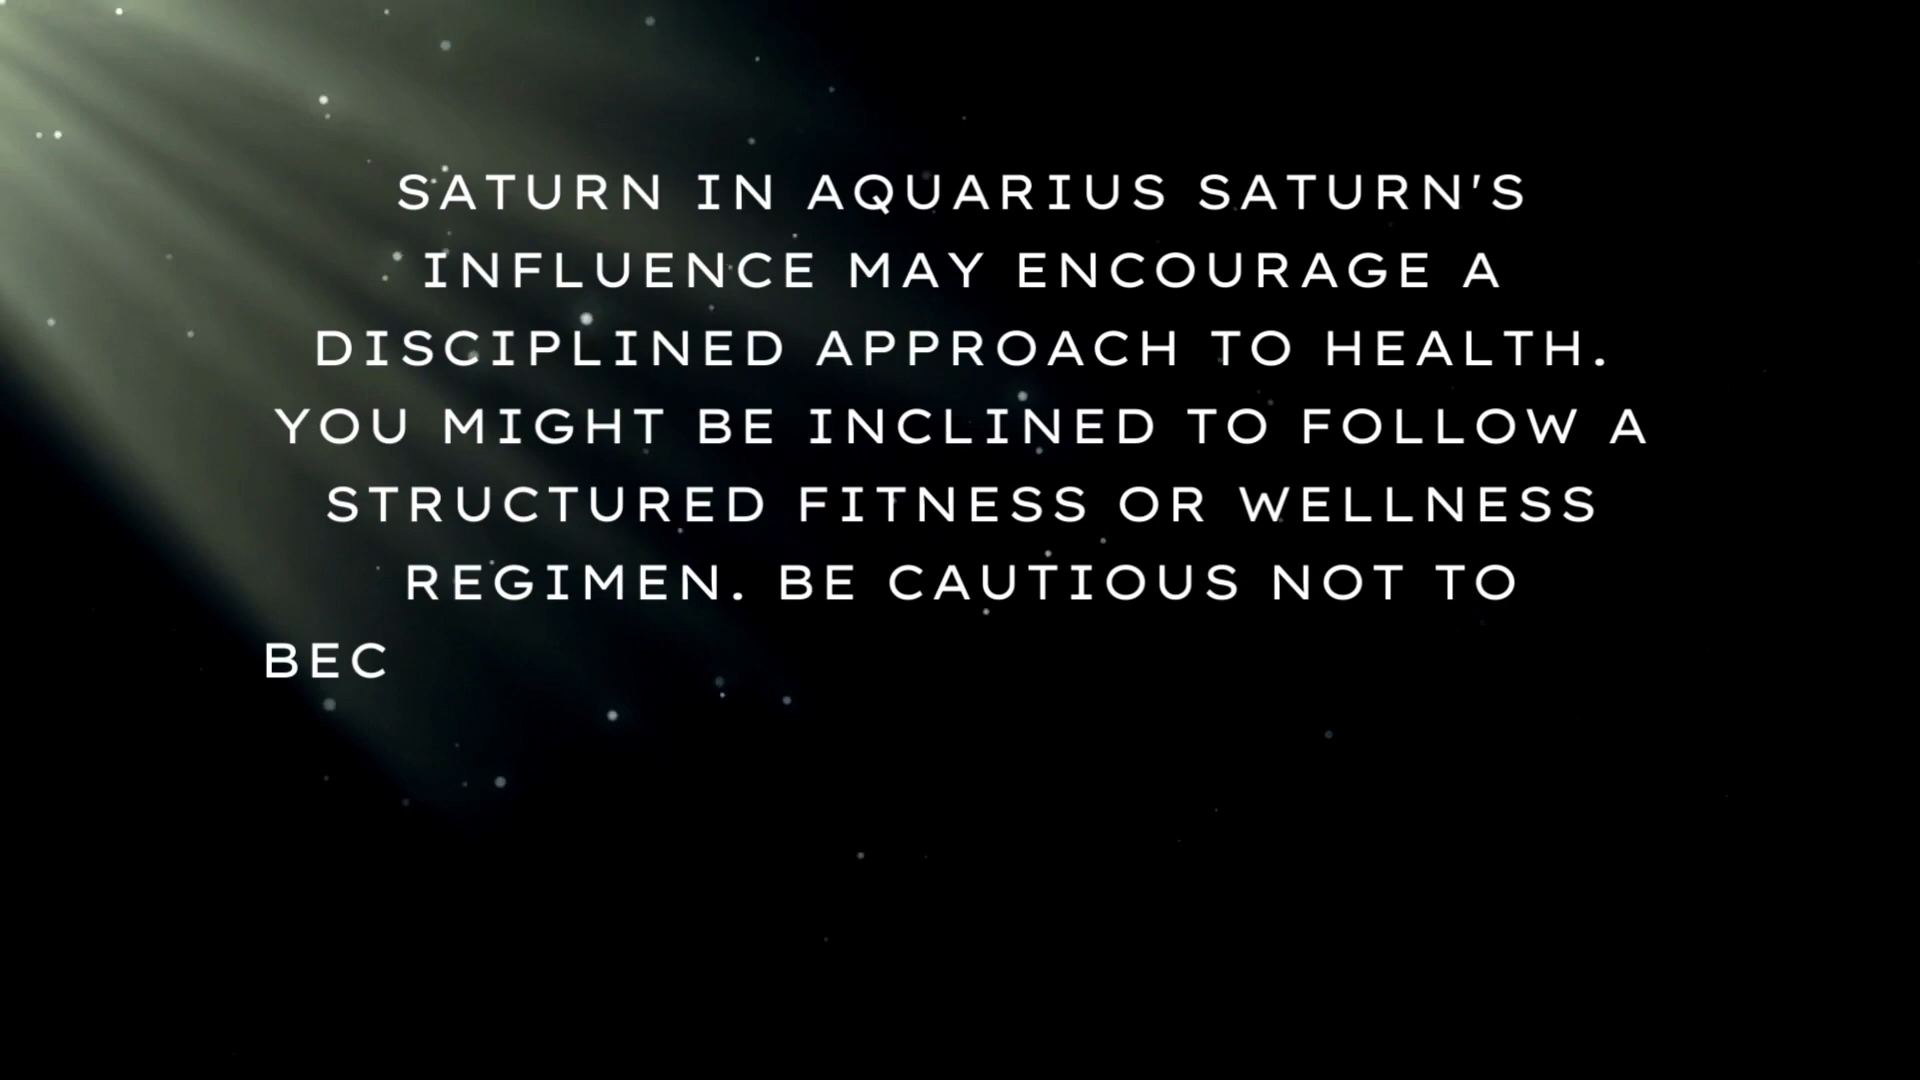 SATURN IN AQUARIUS SATURN'S
INFLUENCE MAY ENCOURAGE A
DISCIPLINED APPROACH TO HEALTH.
YOU MIGHT BE INCLINED TO FOLLOW A
STRUCTURED FITNESS OR WELLNESS
REGIMEN. BE CAUTIOUS NOT TO
BEC